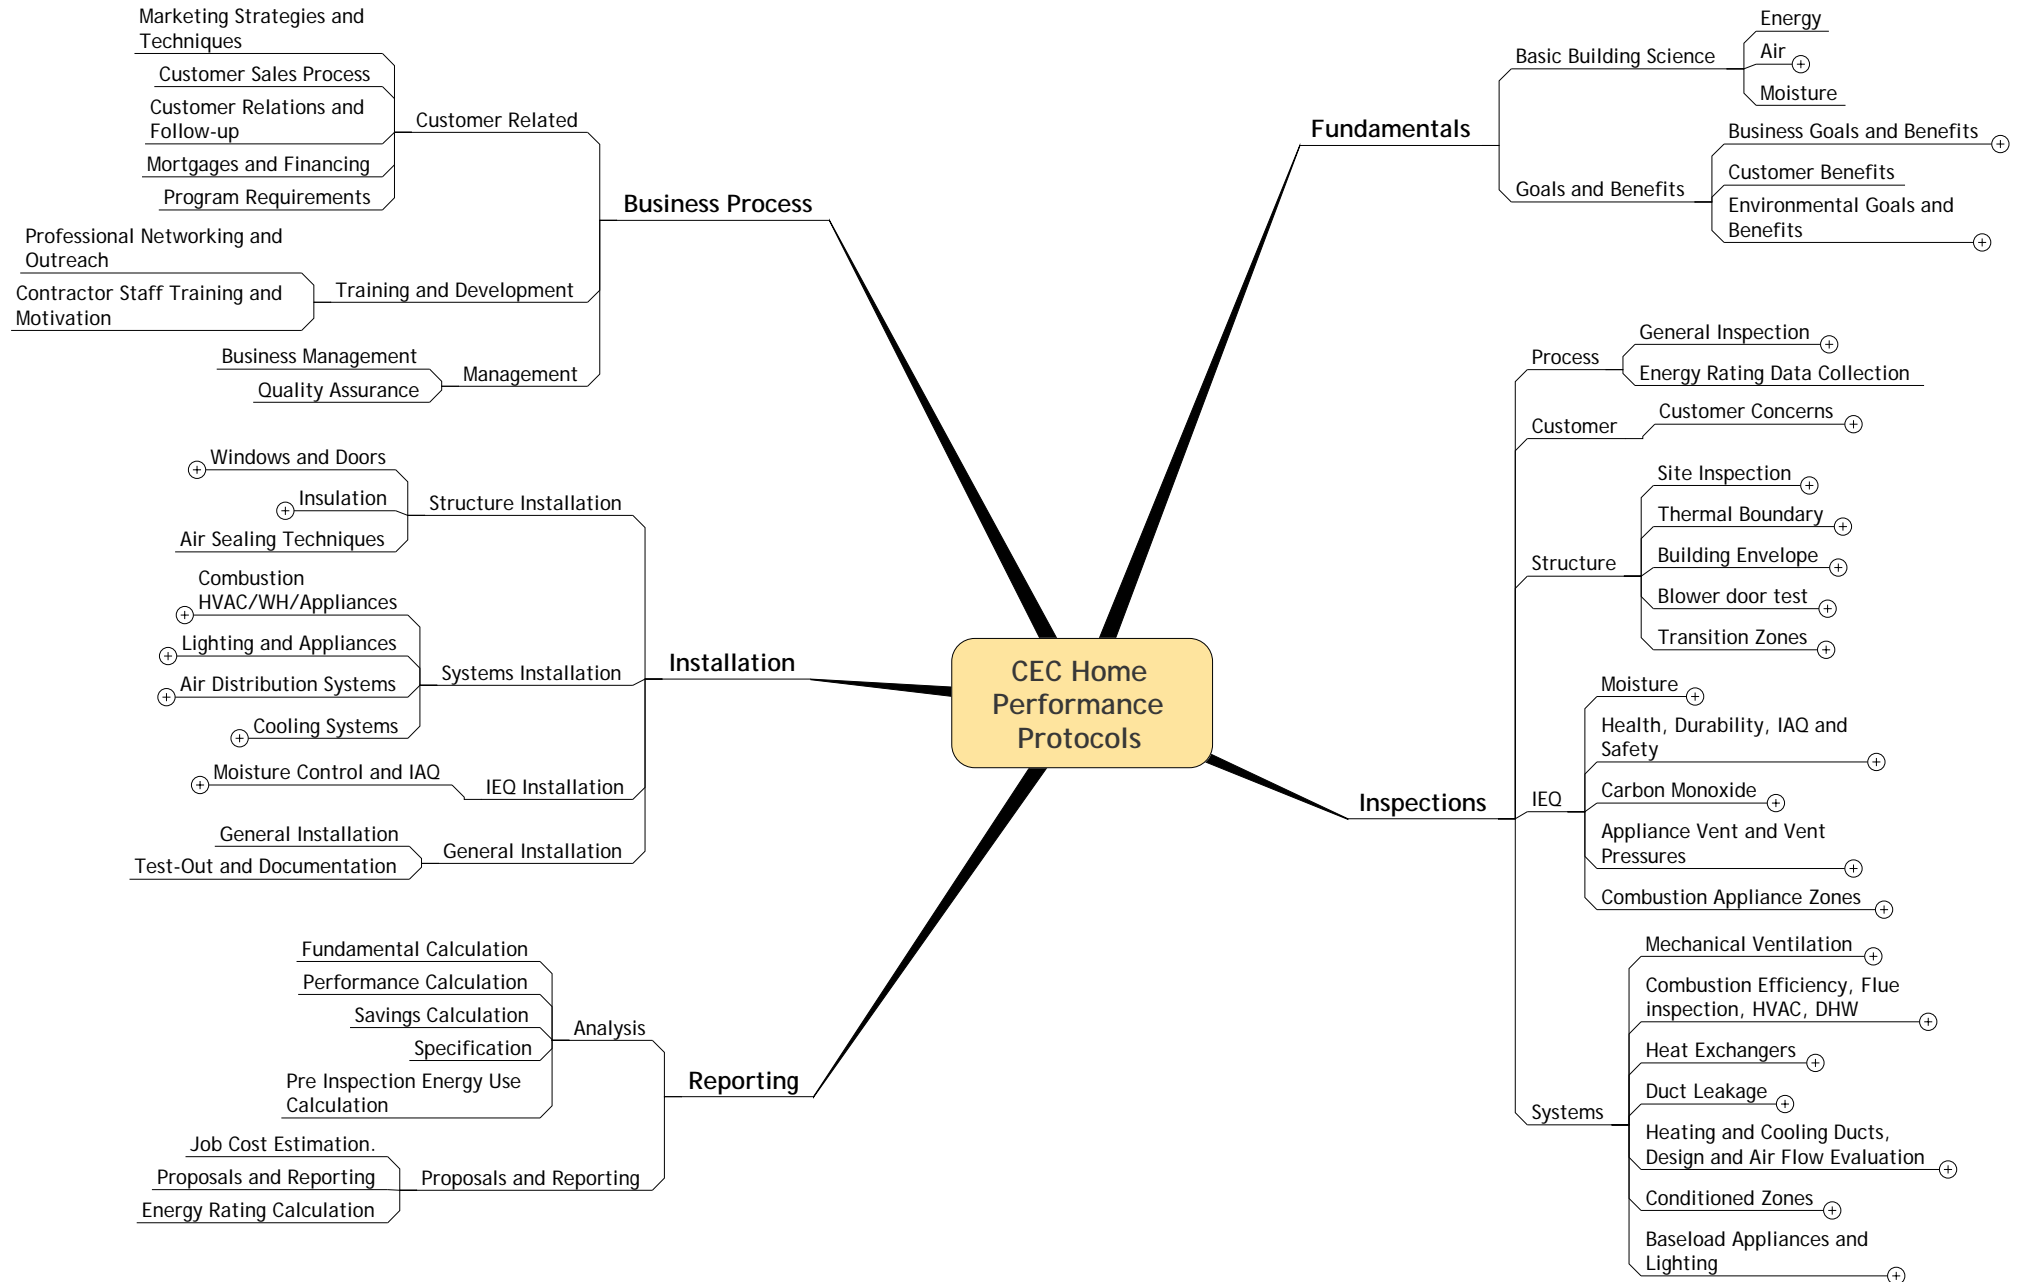 CEC Home
Performance
Protocols
Fundamentals
Basic Building Science
Energy
Air
Moisture
Goals and Benefits
Business Goals and Benefits
Customer Benefits
Environmental Goals and
Benefits
Inspections
Process
General Inspection
Energy Rating Data Collection
Customer
Customer Concerns
Structure
Site Inspection
Thermal Boundary
Building Envelope
Blower door test
Transition Zones
IEQ
Moisture
Health, Durability, IAQ and
Safety
Carbon Monoxide
Appliance Vent and Vent
Pressures
Combustion Appliance Zones
Systems
Mechanical Ventilation
Combustion Efficiency, Flue
inspection, HVAC, DHW
Heat Exchangers
Duct Leakage
Heating and Cooling Ducts,
Design and Air Flow Evaluation
Conditioned Zones
Baseload Appliances and
Lighting
Business Process
Customer Related
Marketing Strategies and
Techniques
Customer Sales Process
Customer Relations and
Follow-up
Mortgages and Financing
Program Requirements
Training and Development
Professional Networking and
Outreach
Contractor Staff Training and
Motivation
Management
Business Management
Quality Assurance
Installation
Structure Installation
Windows and Doors
Insulation
Air Sealing Techniques
Systems Installation
Combustion
HVAC/WH/Appliances
Lighting and Appliances
Air Distribution Systems
Cooling Systems
IEQ Installation
Moisture Control and IAQ
General Installation
General Installation
Test-Out and Documentation
Reporting
Analysis
Fundamental Calculation
Performance Calculation
Savings Calculation
Specification
Pre Inspection Energy Use
Calculation
Proposals and Reporting
Job Cost Estimation.
Proposals and Reporting
Energy Rating Calculation